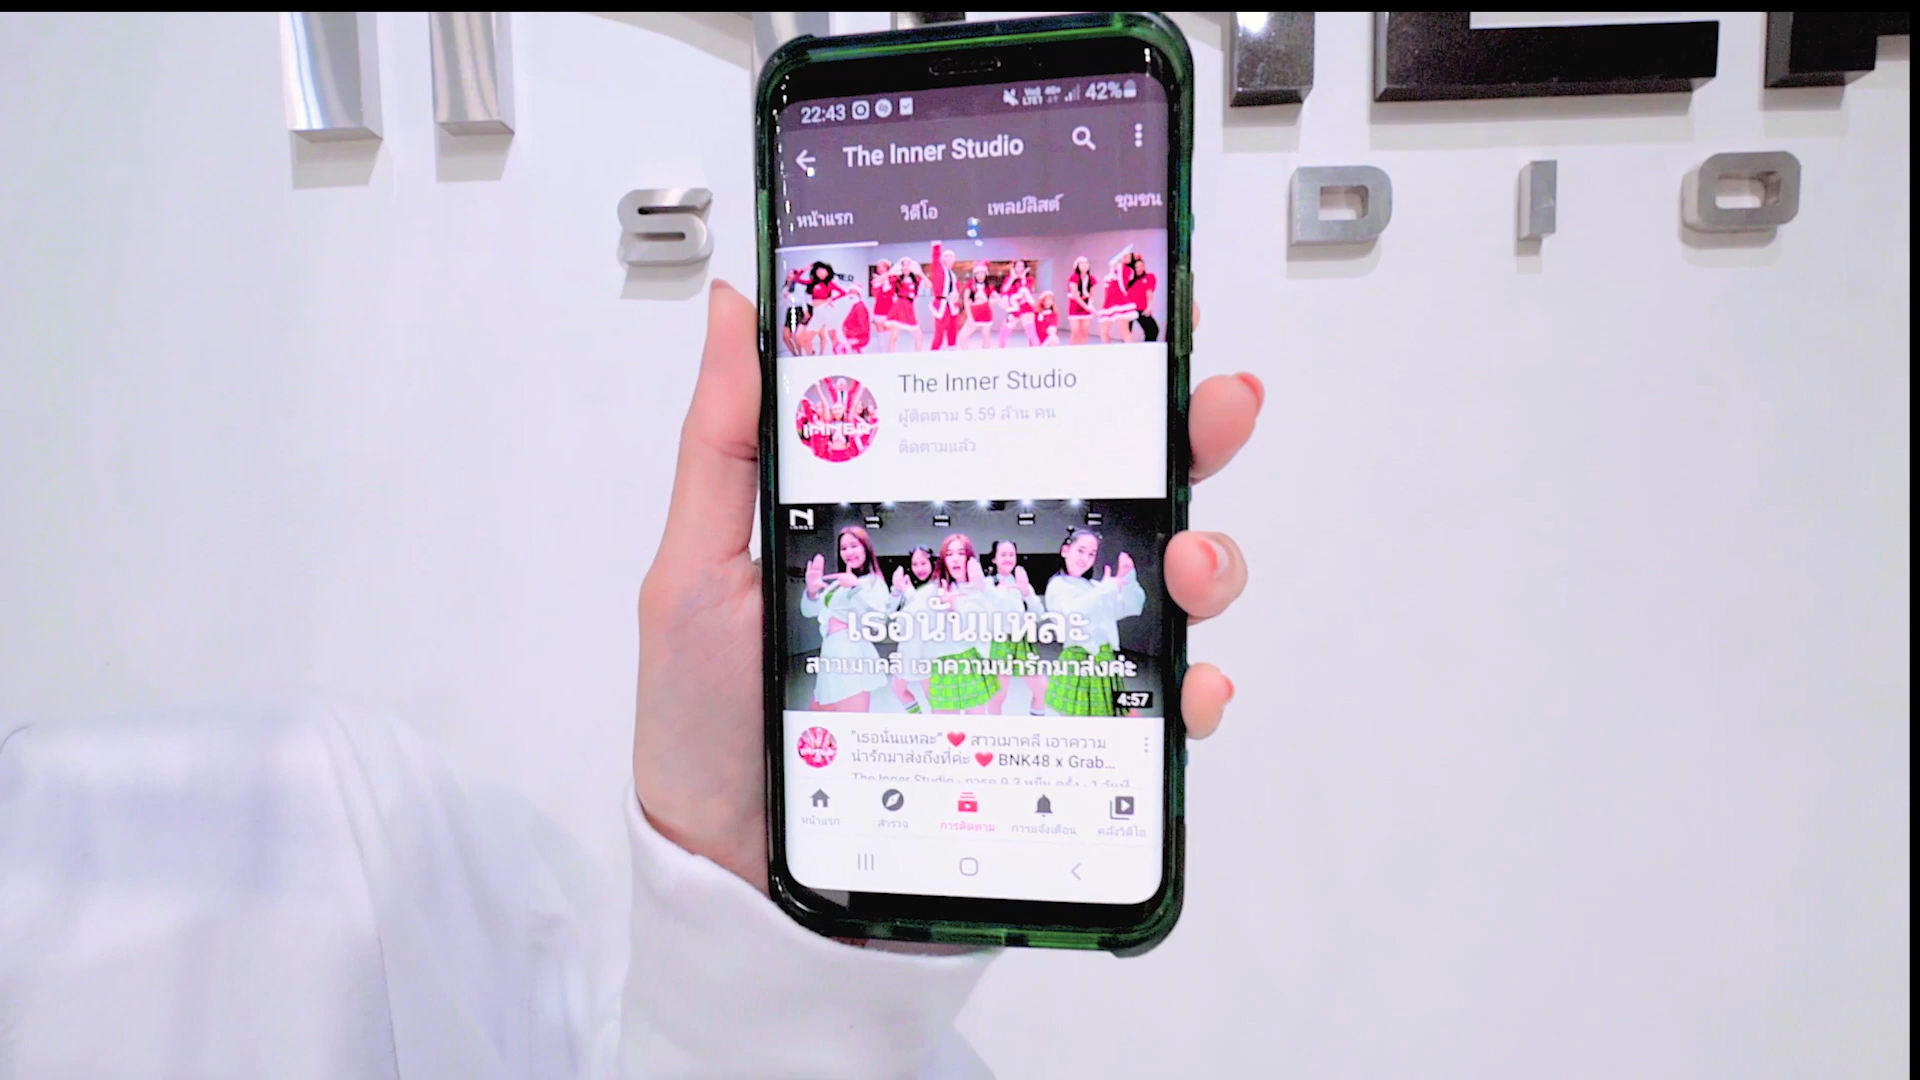 22:43 42%
The Inner Studio
หน้าแรก วิดีโอ เพลย์ลิสต์ ชุมชน
The Inner Studio
ผู้ติดตาม 5.59 ล้าน คน
ติดตามแล้ว
INNER
เธอนั่นแหละ
สาวเมาคลี เอาความน่ารักมาส่งค่ะ
4:57
"เธอนั่นแหละ" ❤️ สาวเมาคลี เอาความ
น่ารักมาส่งถึงที่ค่ะ ❤️ BNK48 x Grab...
The Inner Studio
หน้าแรก สำรวจ การติดตาม การแจ้งเตือน คลังวิดีโอ
S D I O